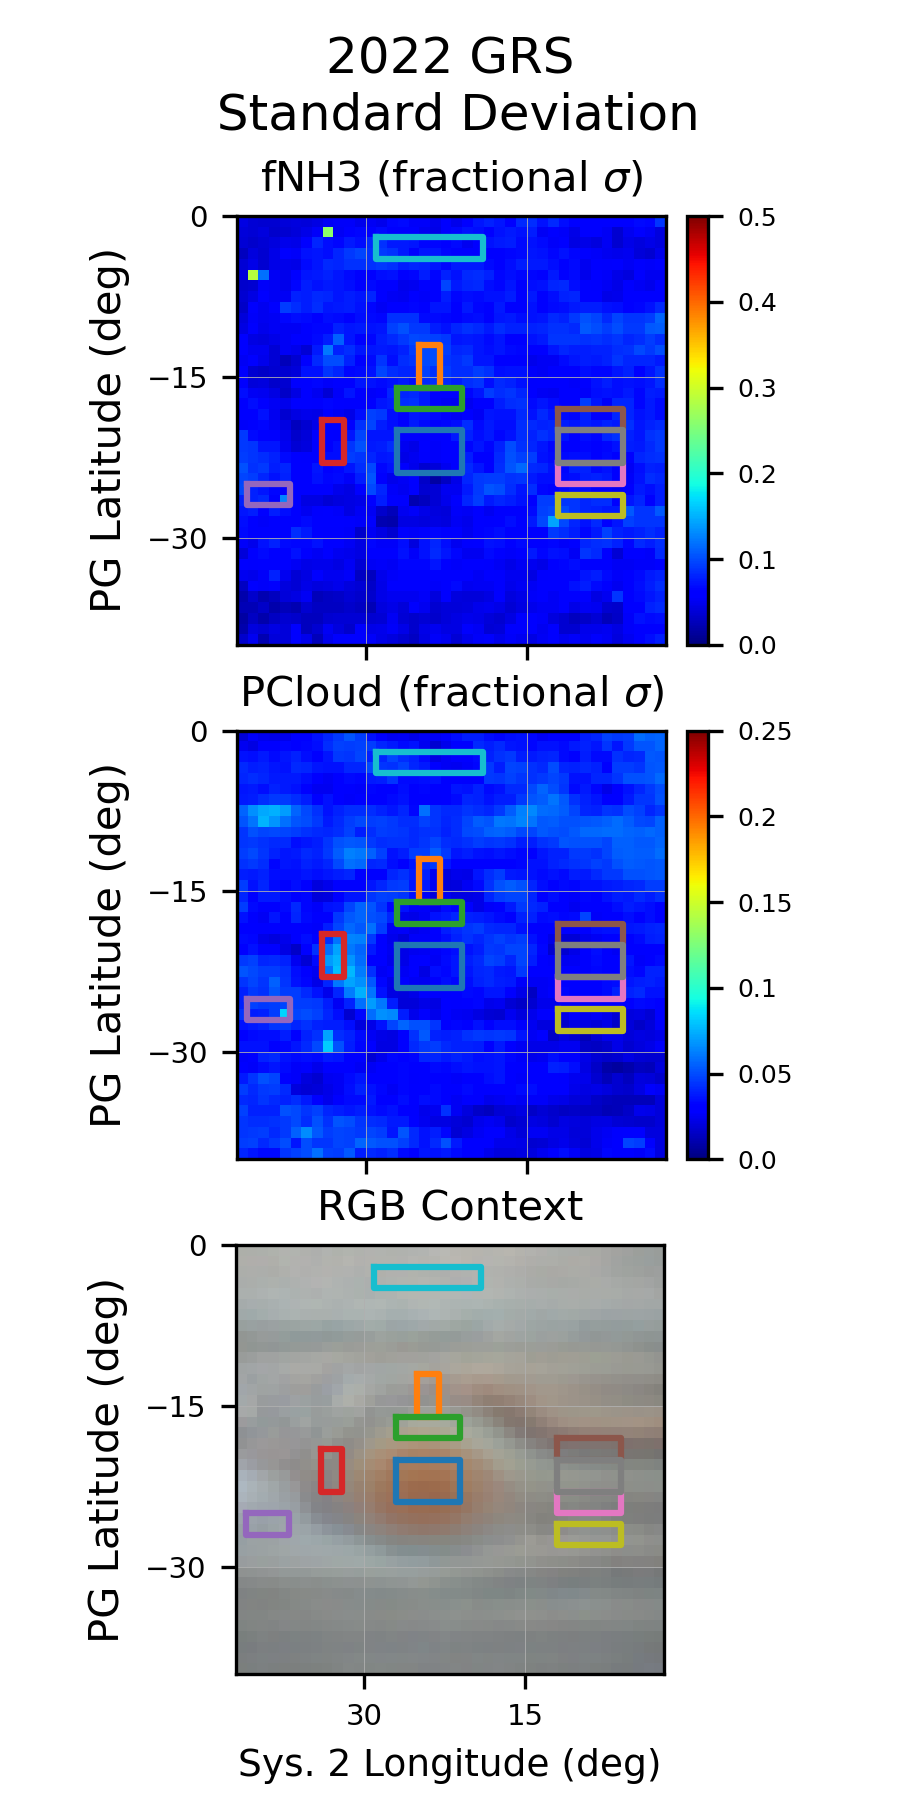 2022 GRS
Standard Deviation
fNH3 (fractional σ)
0
−15
−30
PG Latitude (deg)
0.5
0.4
0.3
0.2
0.1
0.0
PCloud (fractional σ)
0
−15
−30
PG Latitude (deg)
0.25
0.2
0.15
0.1
0.05
0.0
RGB Context
0
−15
−30
PG Latitude (deg)
30 15
Sys. 2 Longitude (deg)